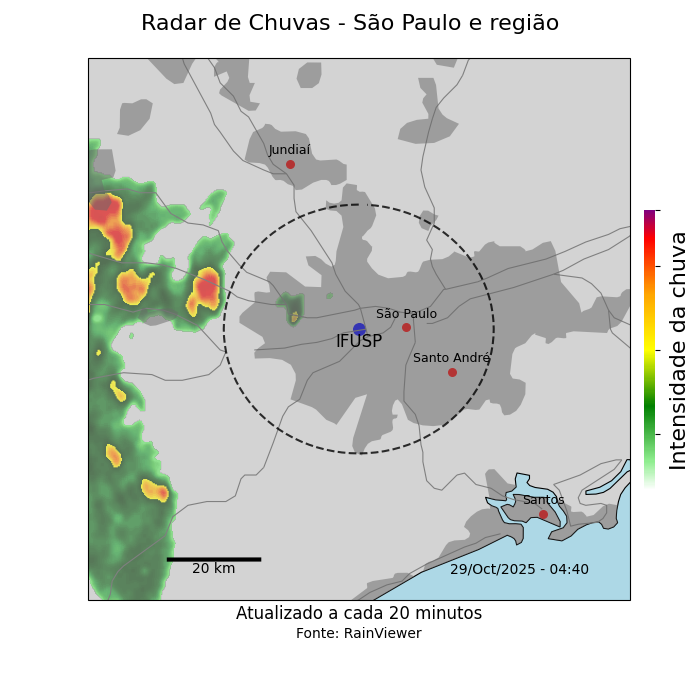 Radar de Chuvas - São Paulo e região
Jundiaí
São Paulo
IFUSP
Santo André
Santos
20 km
29/Oct/2025 - 04:40
Intensidade da chuva
Atualizado a cada 20 minutos
Fonte: RainViewer